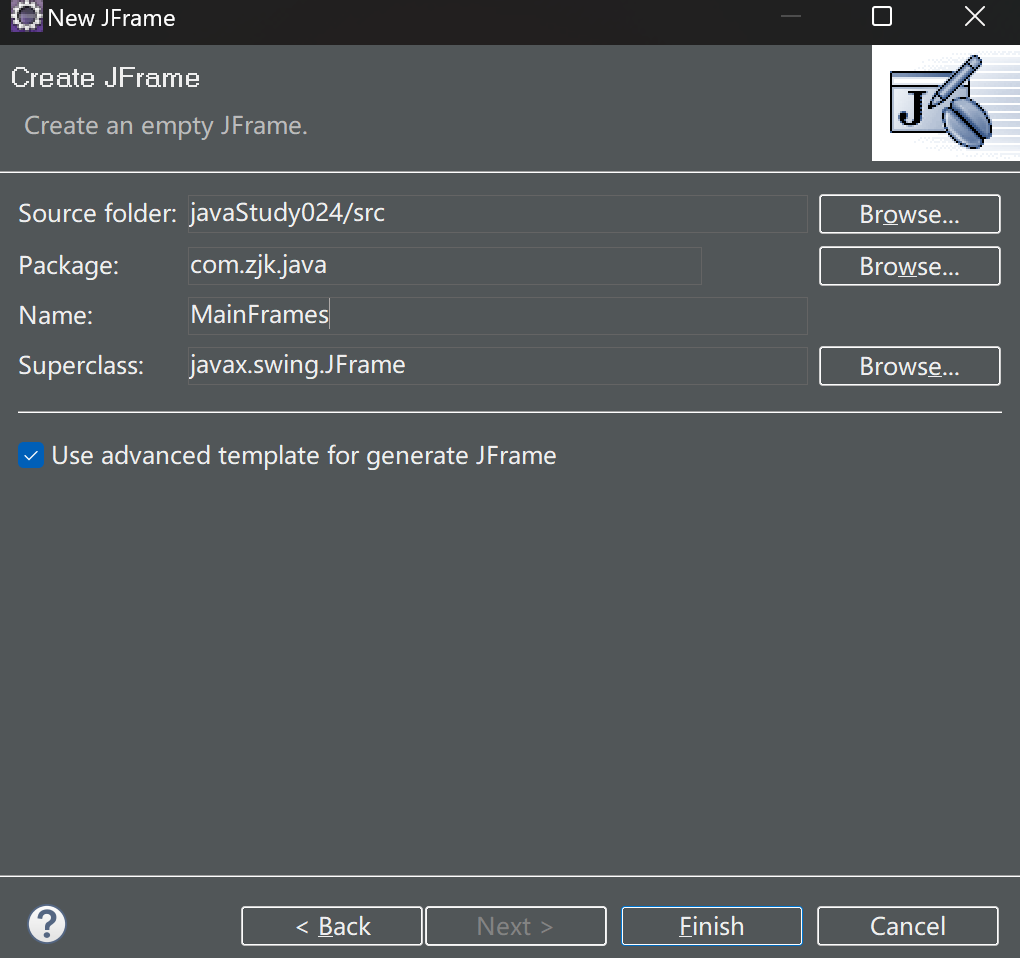 New JFrame
Create JFrame
Create an empty JFrame.
J
Source folder: javaStudy024/src Browse...
Package: com.zjk.java Browse...
Name: MainFrames
Superclass: javax.swing.JFrame Browse...
Use advanced template for generate JFrame
? < Back Next > Finish Cancel